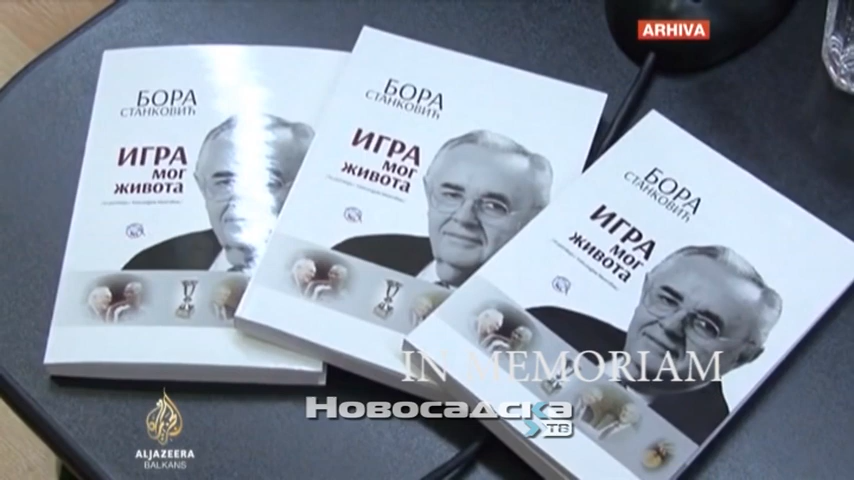 ARHIVA
БОРА
СТАНКОВИЋ
ИГРА
МОГ
ЖИВОТА
БОРА
СТАНКОВИЋ
ИГРА
МОГ
ЖИВОТА
БОРА
СТАНКОВИЋ
ИГРА
МОГ
ЖИВОТА
IN MEMORIAM
НОВОСАДСКА
ТВ
ALJAZEERA
BALKANS